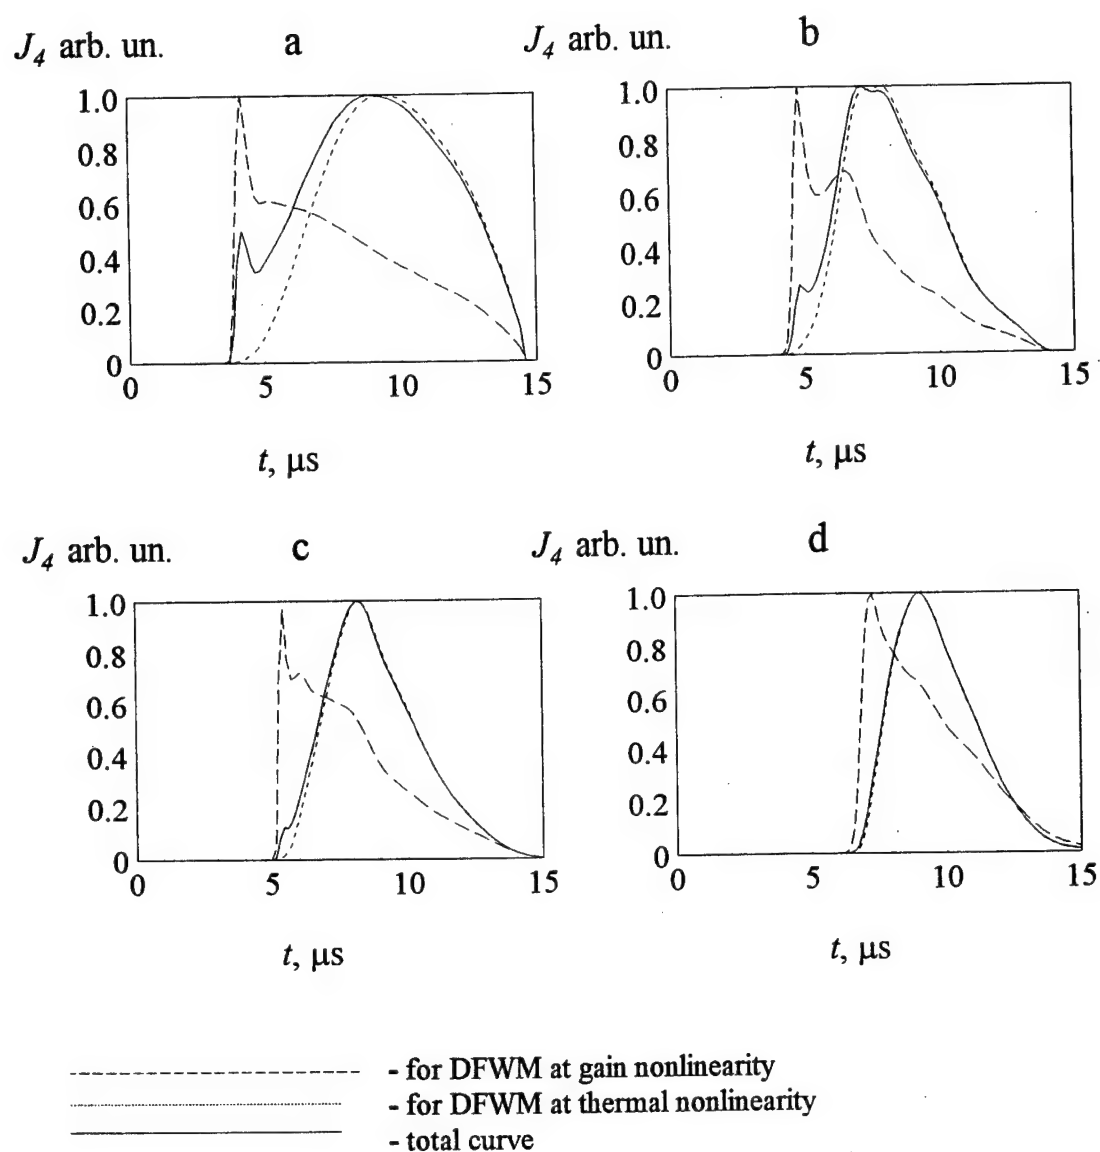 J4 arb. un. a J4 arb. un. b
1.0
0.8
0.6
0.4
0.2
0
0 5 10 15
t, μs
1.0
0.8
0.6
0.4
0.2
0
0 5 10 15
t, μs
J4 arb. un. c J4 arb. un. d
1.0
0.8
0.6
0.4
0.2
0
0 5 10 15
t, μs
1.0
0.8
0.6
0.4
0.2
0
0 5 10 15
t, μs
- for DFWM at gain nonlinearity
- for DFWM at thermal nonlinearity
- total curve